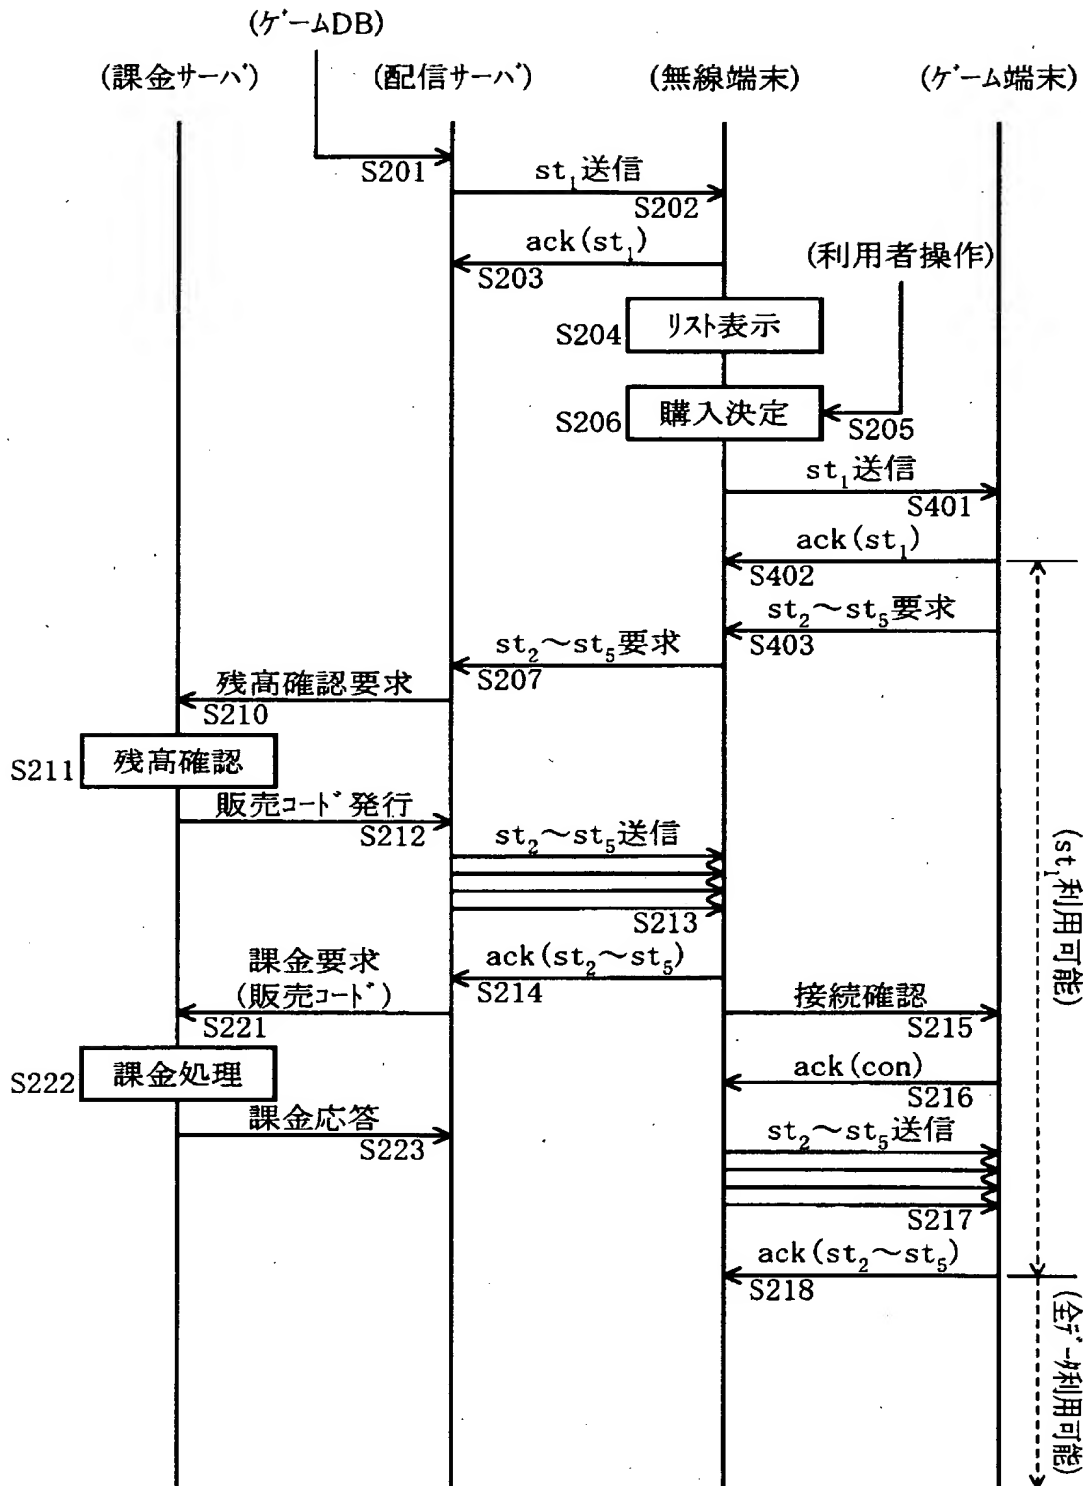 (ｹﾞｰﾑDB)
(課金ｻｰﾊﾞ)
(配信ｻｰﾊﾞ)
(無線端末)
(ｹﾞｰﾑ端末)
S201
st₁送信
S202
ack(st₁)
S203
(利用者操作)
S204
ﾘｽﾄ表示
S206
購入決定
S205
st₁送信
S401
ack(st₁)
S402
st₂～st₅要求
S403
st₂～st₅要求
S207
残高確認要求
S210
S211
残高確認
販売ｺｰﾄﾞ発行
S212
st₂～st₅送信
S213
ack(st₂～st₅)
S214
課金要求
(販売ｺｰﾄﾞ)
S221
接続確認
S215
S222
課金処理
ack(con)
S216
課金応答
S223
st₂～st₅送信
S217
ack(st₂～st₅)
S218
(st₁利用可能)
(全ﾃﾞｰﾀ利用可能)